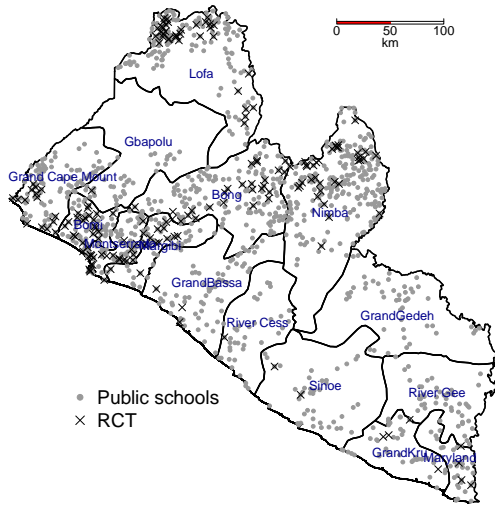 0 50 100
km
Lofa
Gbapolu
Grand Cape Mount
Bong
Nimba
Bomi
Montserrado
Margibi
GrandBassa
River Cess
GrandGedeh
Sinoe
River Gee
GrandKru
Maryland
Public schools
RCT